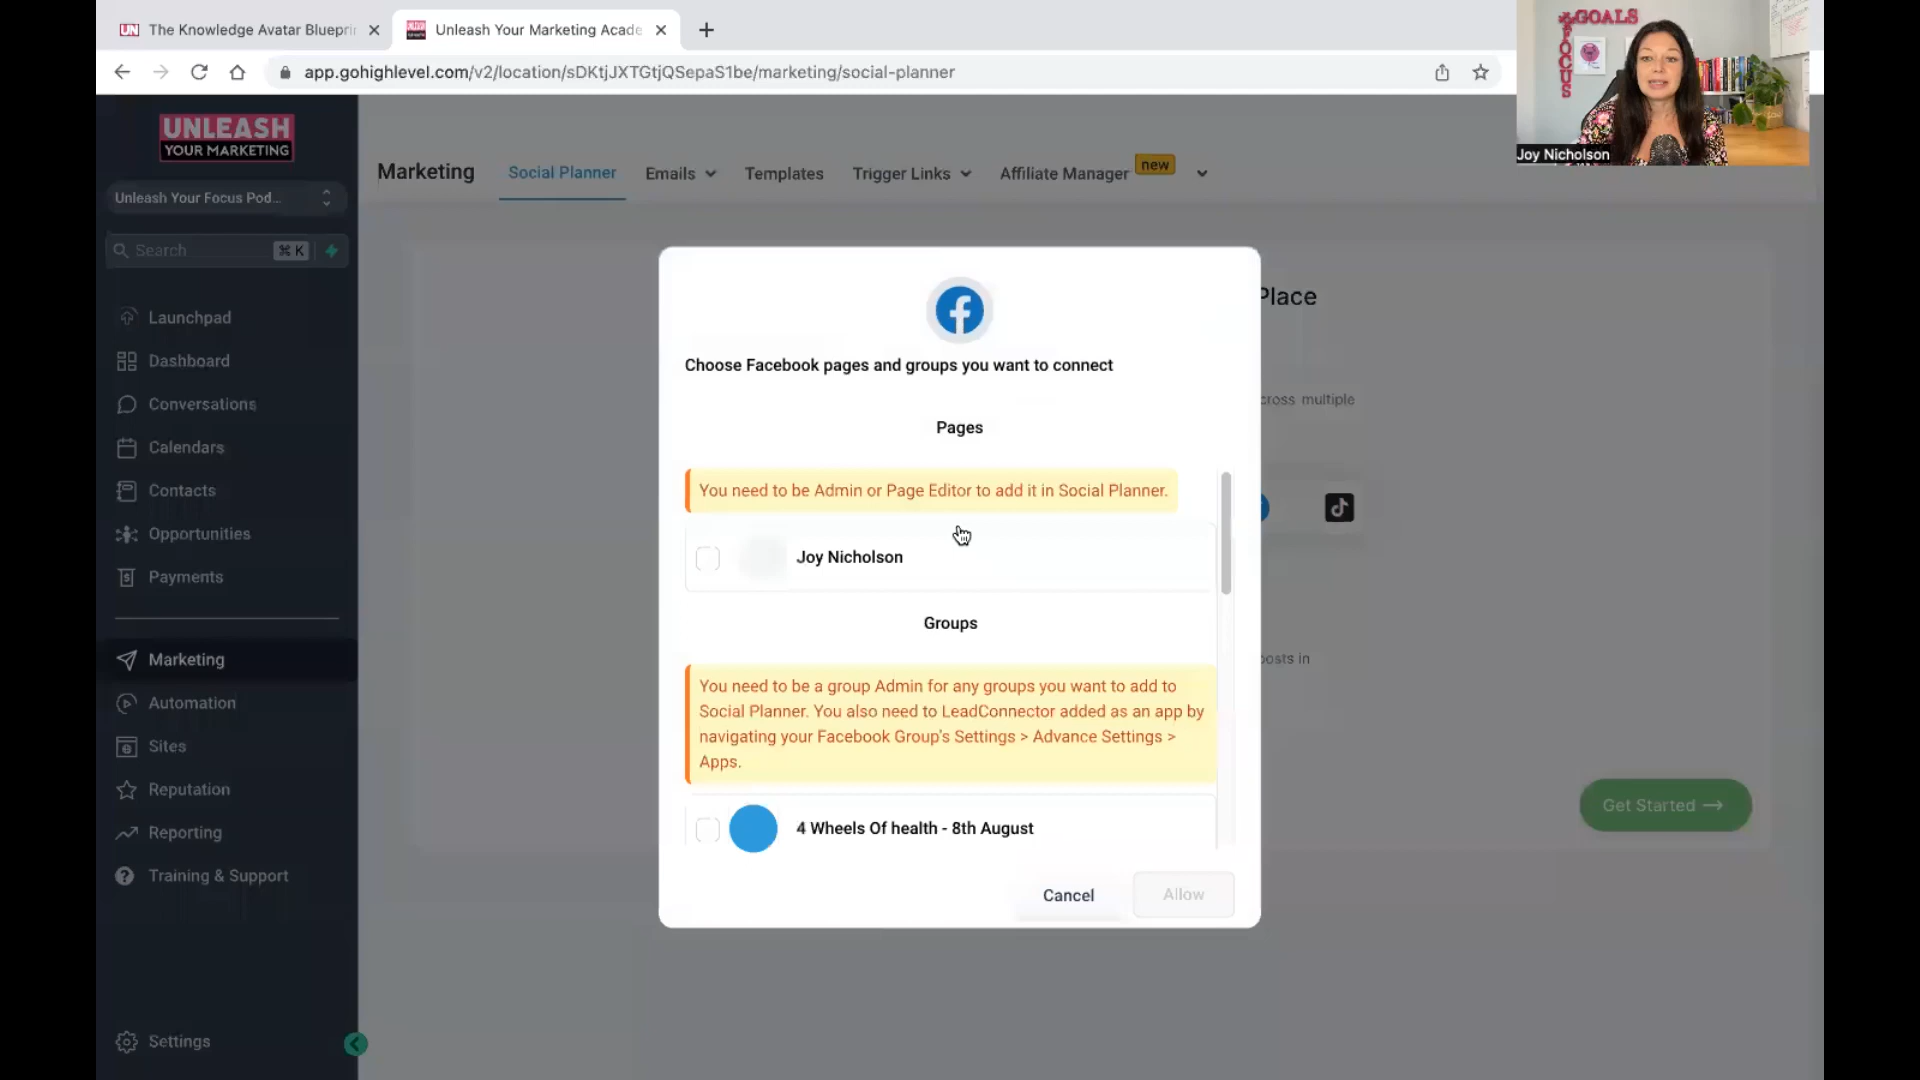 The Knowledge Avatar Bluepri
Unleash Your Marketing Acade
app.gohighlevel.com/v2/location/sDKtjJXTGtjQSepaS1be/marketing/social-planner
GOALS
FOCUS
Joy Nicholson
UNLEASH
YOUR MARKETING
Unleash Your Focus Pod...
Search
⌘ K
Launchpad
Dashboard
Conversations
Calendars
Contacts
Opportunities
Payments
Marketing
Automation
Sites
Reputation
Reporting
Training & Support
Settings
Marketing
Social Planner
Emails
Templates
Trigger Links
Affiliate Manager
new
Place
cross multiple
posts in
Get Started →
Choose Facebook pages and groups you want to connect
Pages
You need to be Admin or Page Editor to add it in Social Planner.
Joy Nicholson
Groups
You need to be a group Admin for any groups you want to add to
Social Planner. You also need to LeadConnector added as an app by
navigating your Facebook Group's Settings > Advance Settings >
Apps.
4 Wheels Of health - 8th August
Cancel
Allow